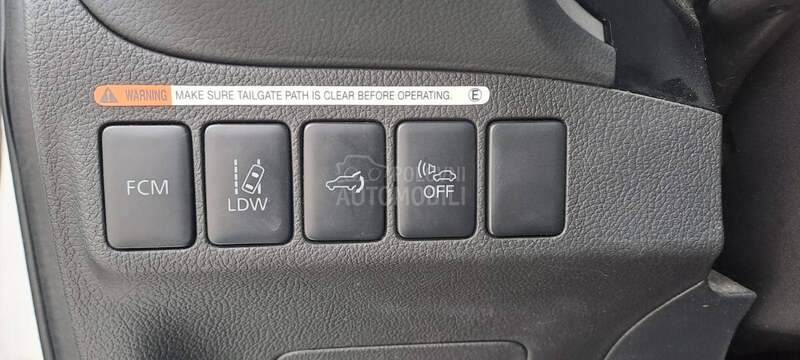 WARNING MAKE SURE TAILGATE PATH IS CLEAR BEFORE OPERATING. E
FCM
LDW
OFF
POLOVNI
AUTOMOBILI